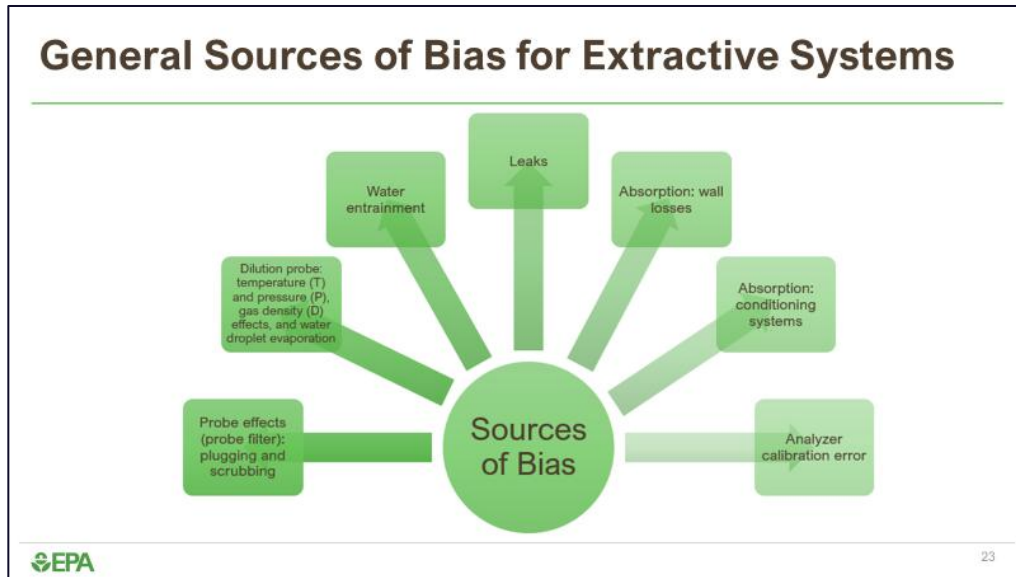 General Sources of Bias for Extractive Systems
Leaks
Water
entrainment
Absorption: wall
losses
Dilution probe:
temperature (T)
and pressure (P),
gas density (D)
effects, and water
droplet evaporation
Absorption:
conditioning
systems
Probe effects
(probe filter):
plugging and
scrubbing
Sources
of Bias
Analyzer
calibration error
EPA
23